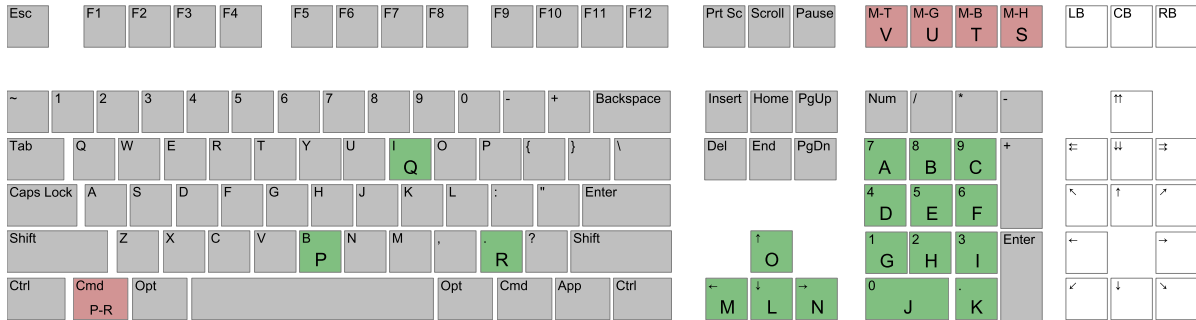 Esc F1 F2 F3 F4 F5 F6 F7 F8 F9 F10 F11 F12 Prt Sc Scroll Pause M-T M-G M-B M-H LB CB RB
V U T S
~ 1 2 3 4 5 6 7 8 9 0 - + Backspace Insert Home PgUp Num / * - ⇈
Tab Q W E R T Y U I O P { } \ Del End PgDn 7 8 9 + ⇇ ⇊ ⇉
Q A B C
Caps Lock A S D F G H J K L : " Enter 4 5 6 ↖ ↑ ↗
D E F
Shift Z X C V B N M , . ? Shift ↑ 1 2 3 Enter ← →
P R O G H I
Ctrl Cmd Opt Opt Cmd App Ctrl ← ↓ → 0 . ↙ ↓ ↘
P-R M L N J K